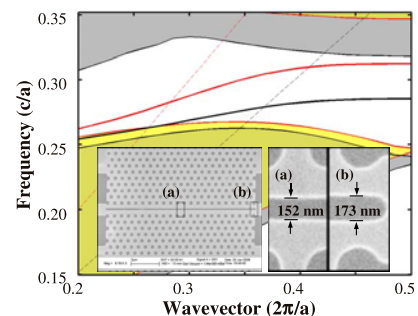 0.35
0.30
0.25
0.20
0.15
Frequency (c/a)
(a)
(b)
(a)
(b)
152 nm
173 nm
0.2
0.3
0.4
0.5
Wavevector (2π/a)